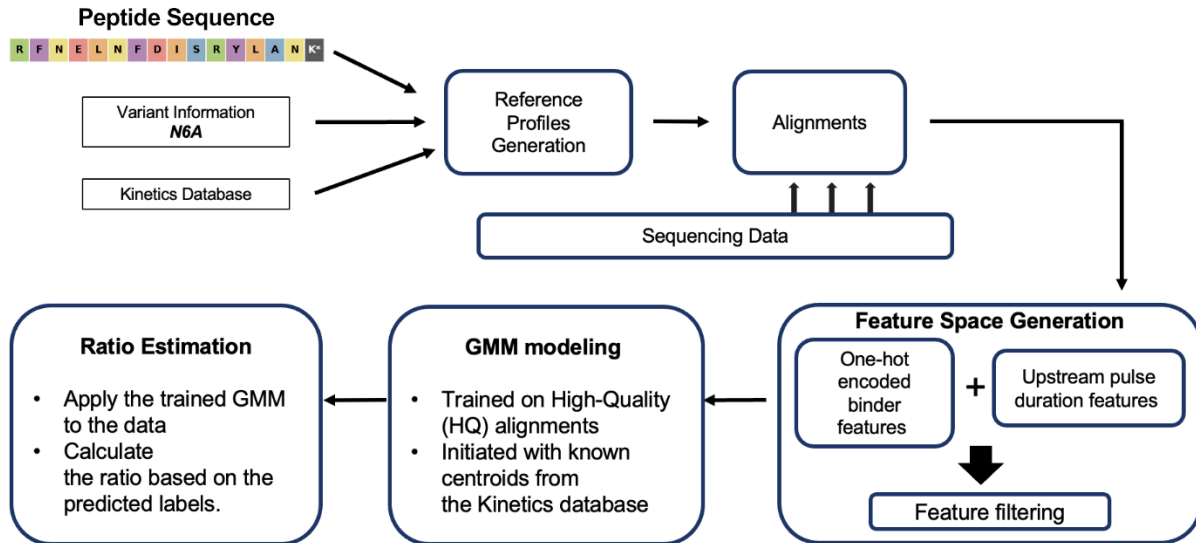 Peptide Sequence
R F N E L N F D I S R Y L A N K*
Variant Information
N6A
Kinetics Database
Reference
Profiles
Generation
Alignments
Sequencing Data
Feature Space Generation
One-hot
encoded
binder
features
+
Upstream pulse
duration features
Feature filtering
GMM modeling
• Trained on High-Quality
(HQ) alignments
• Initiated with known
centroids from
the Kinetics database
Ratio Estimation
• Apply the trained GMM
to the data
• Calculate
the ratio based on the
predicted labels.